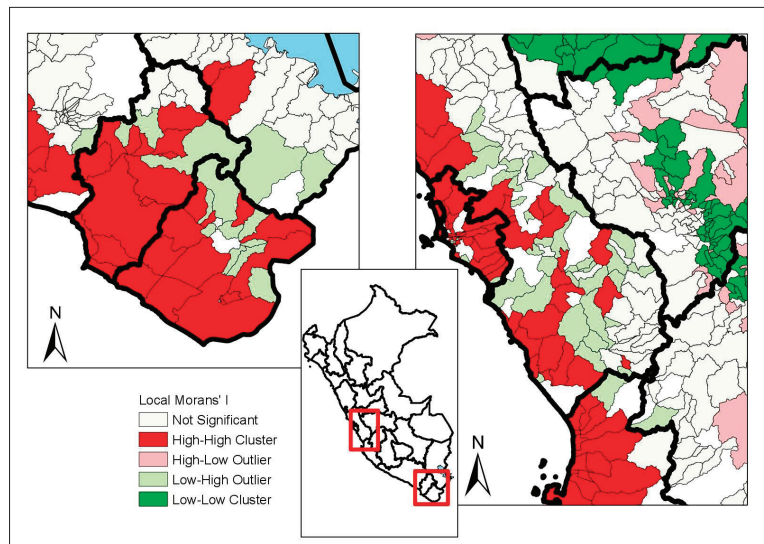 N
Local Morans' I
Not Significant
High-High Cluster
High-Low Outlier
Low-High Outlier
Low-Low Cluster
N